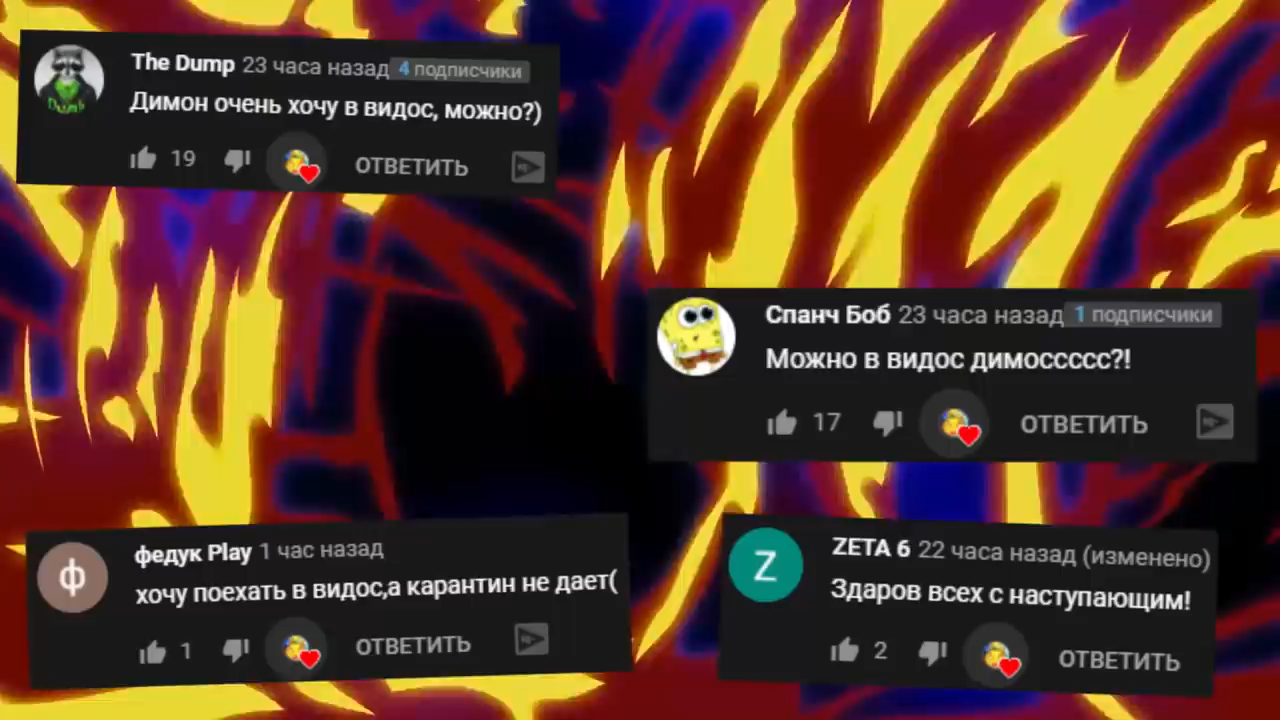 The Dump 23 часа назад 4 подписчики
Димон очень хочу в видос, можно?)
19 ОТВЕТИТЬ
Спанч Боб 23 часа назад 1 подписчики
Можно в видос димосcccc?!
17 ОТВЕТИТЬ
федук Play 1 час назад
хочу поехать в видос,а карантин не дает(
1 ОТВЕТИТЬ
ZETA 6 22 часа назад (изменено)
Здаров всех с наступающим!
2 ОТВЕТИТЬ